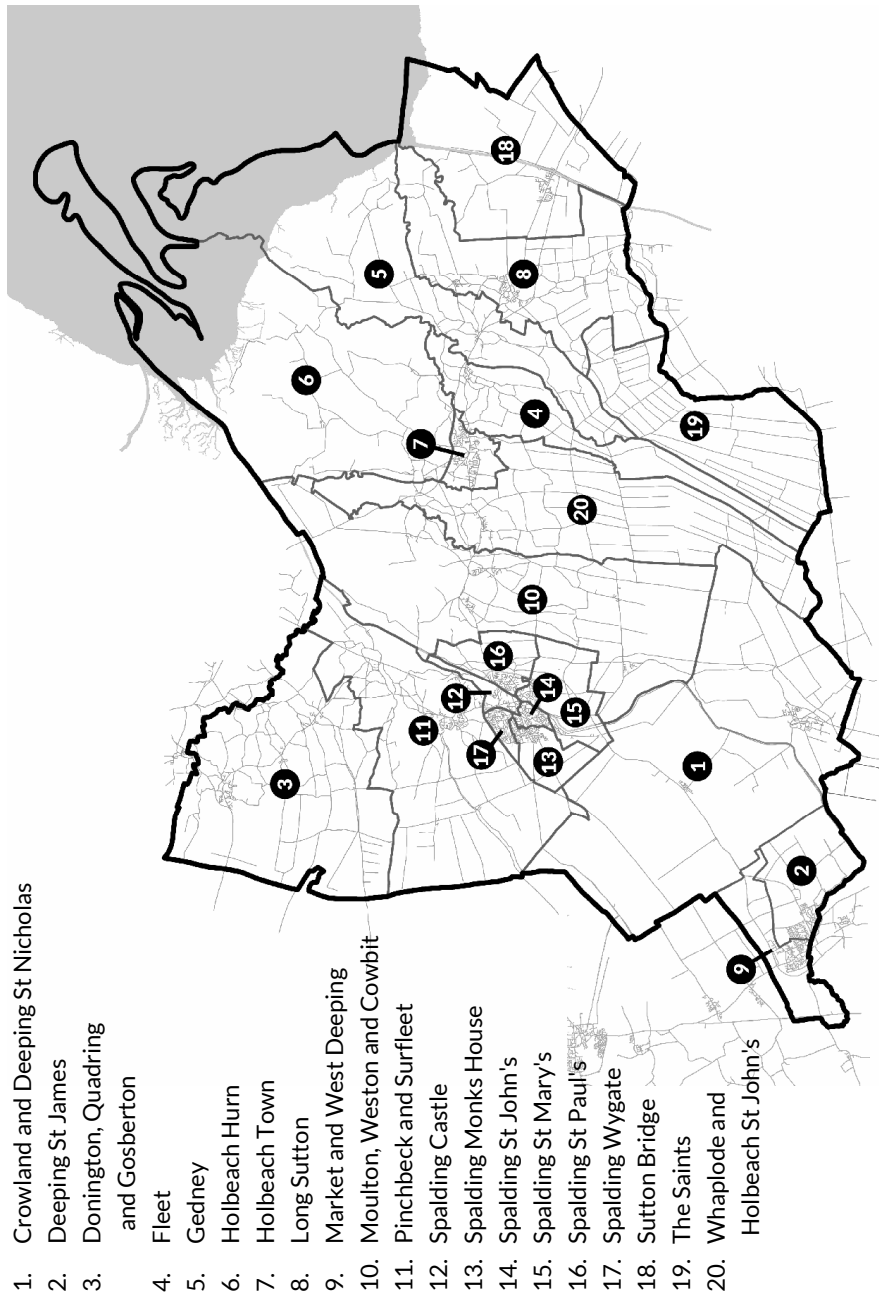 1. Crowland and Deeping St Nicholas
2. Deeping St James
3. Donington, Quadring
and Gosberton
4. Fleet
5. Gedney
6. Holbeach Hurn
7. Holbeach Town
8. Long Sutton
9. Market and West Deeping
10. Moulton, Weston and Cowbit
11. Pinchbeck and Surfleet
12. Spalding Castle
13. Spalding Monks House
14. Spalding St John's
15. Spalding St Mary's
16. Spalding St Paul's
17. Spalding Wygate
18. Sutton Bridge
19. The Saints
20. Whaplode and
Holbeach St John's
3
11
17
12
16
13
14
15
1
9
2
10
20
7
6
4
19
5
8
18